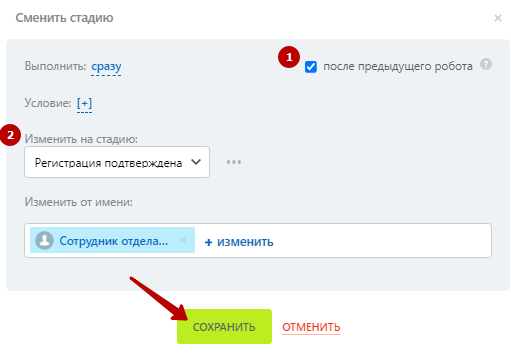 Сменить стадию ×
Выполнить: сразу
1 после предыдущего робота ?
Условие: [+]
2
Изменить на стадию:
Регистрация подтверждена ...
Изменить от имени:
Сотрудник отдела... × + изменить
СОХРАНИТЬ ОТМЕНИТЬ